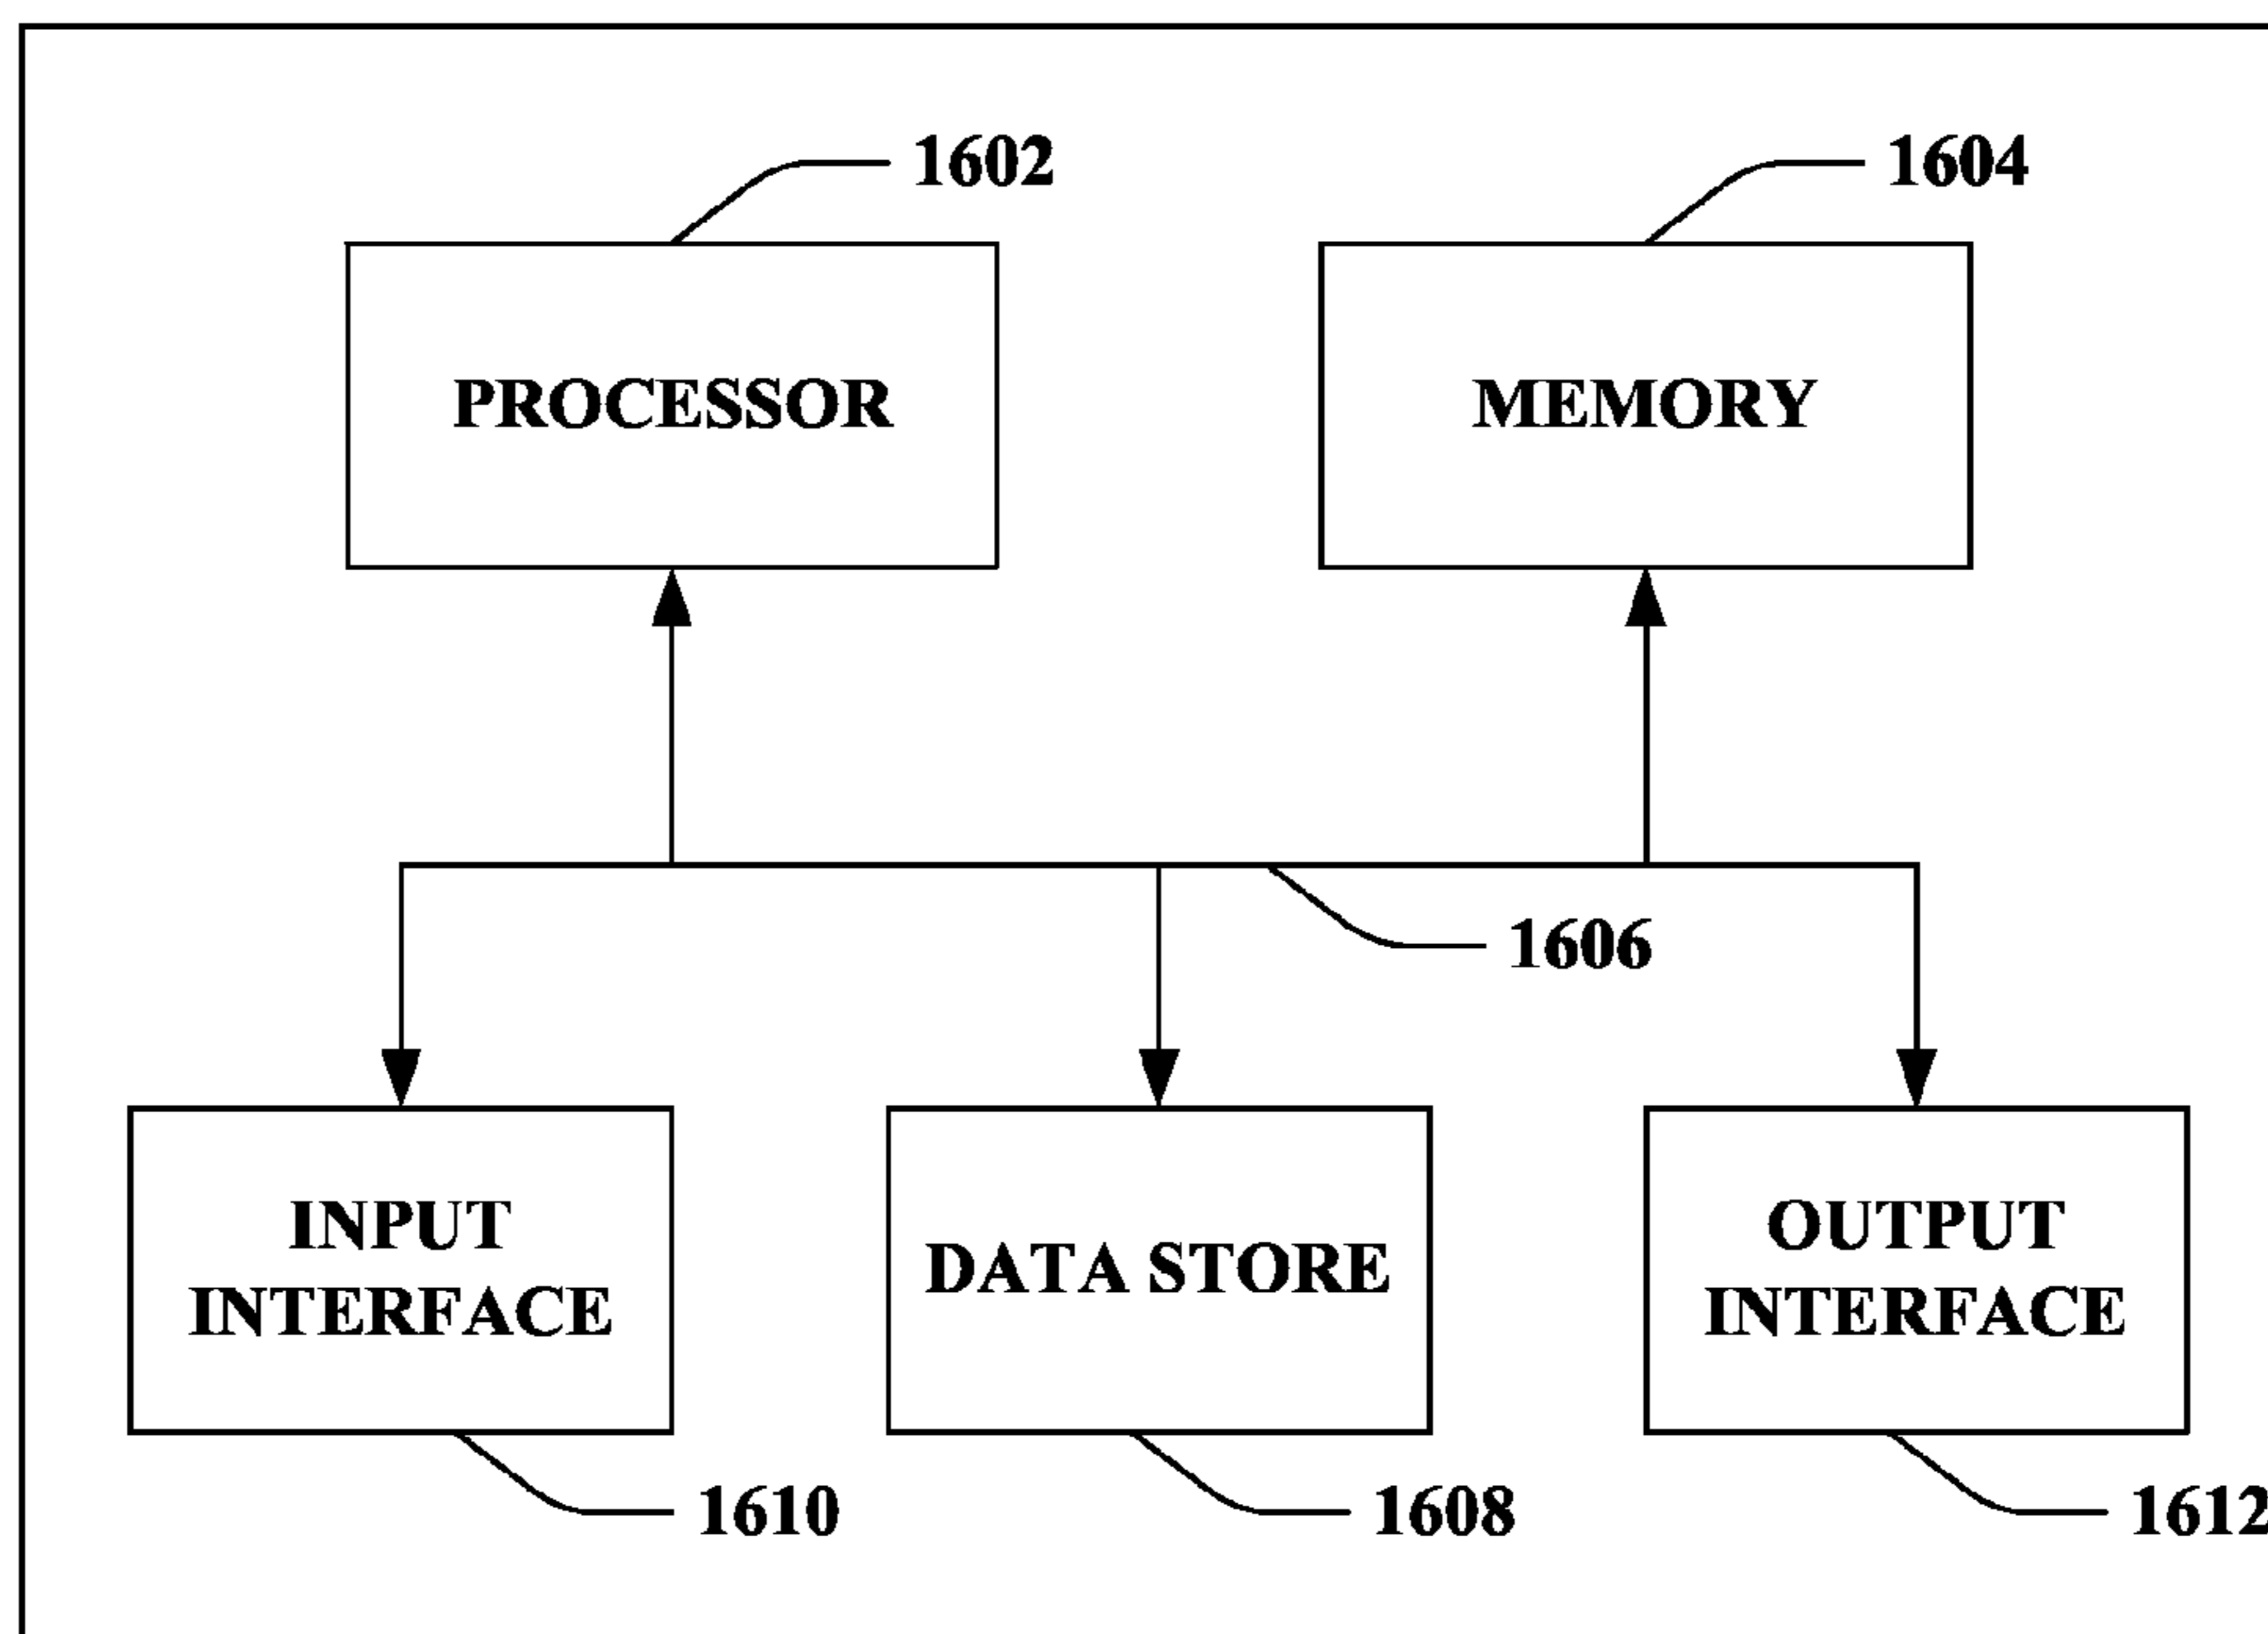 1602
1604
PROCESSOR
MEMORY
1606
INPUT
INTERFACE
DATA STORE
OUTPUT
INTERFACE
1610
1608
1612